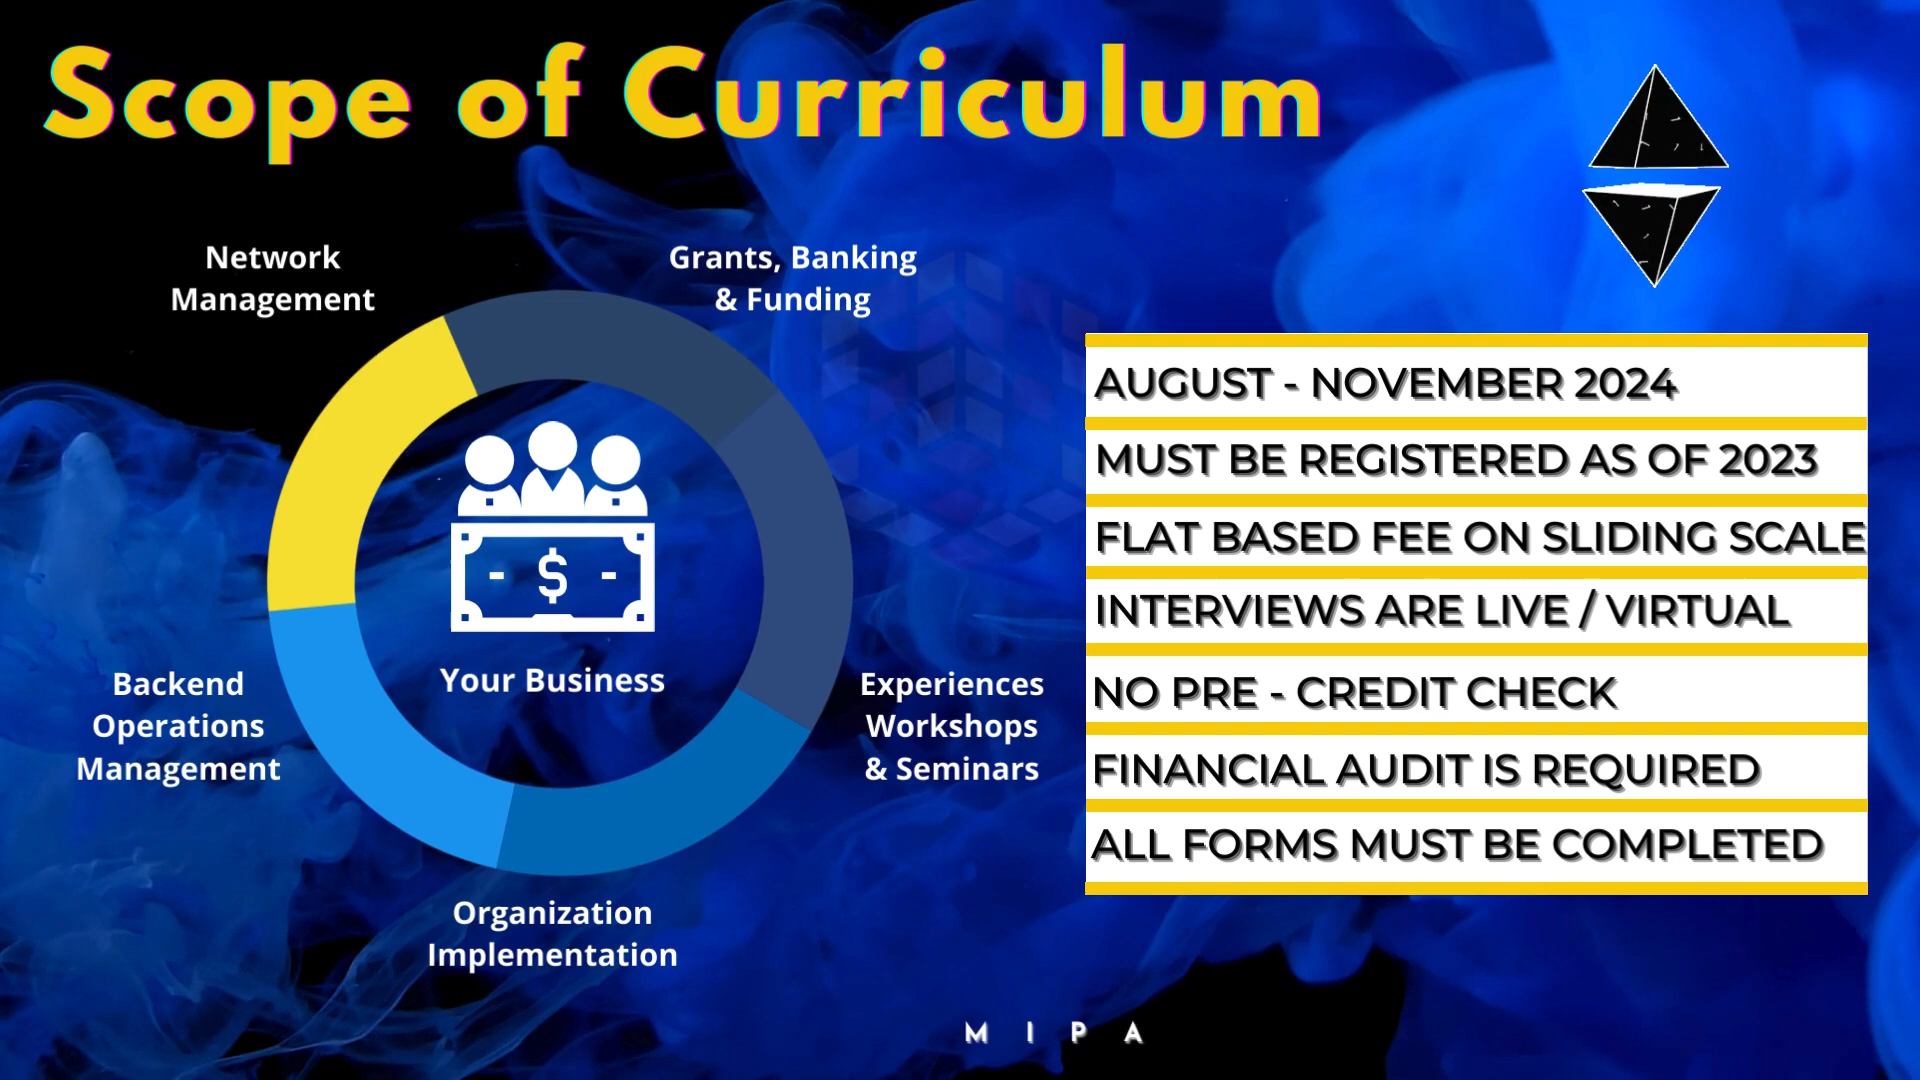 Scope of Curriculum
Network
Management
Grants, Banking
& Funding
$
Your Business
Backend
Operations
Management
Experiences
Workshops
& Seminars
Organization
Implementation
AUGUST - NOVEMBER 2024
MUST BE REGISTERED AS OF 2023
FLAT BASED FEE ON SLIDING SCALE
INTERVIEWS ARE LIVE / VIRTUAL
NO PRE - CREDIT CHECK
FINANCIAL AUDIT IS REQUIRED
ALL FORMS MUST BE COMPLETED
M I P A